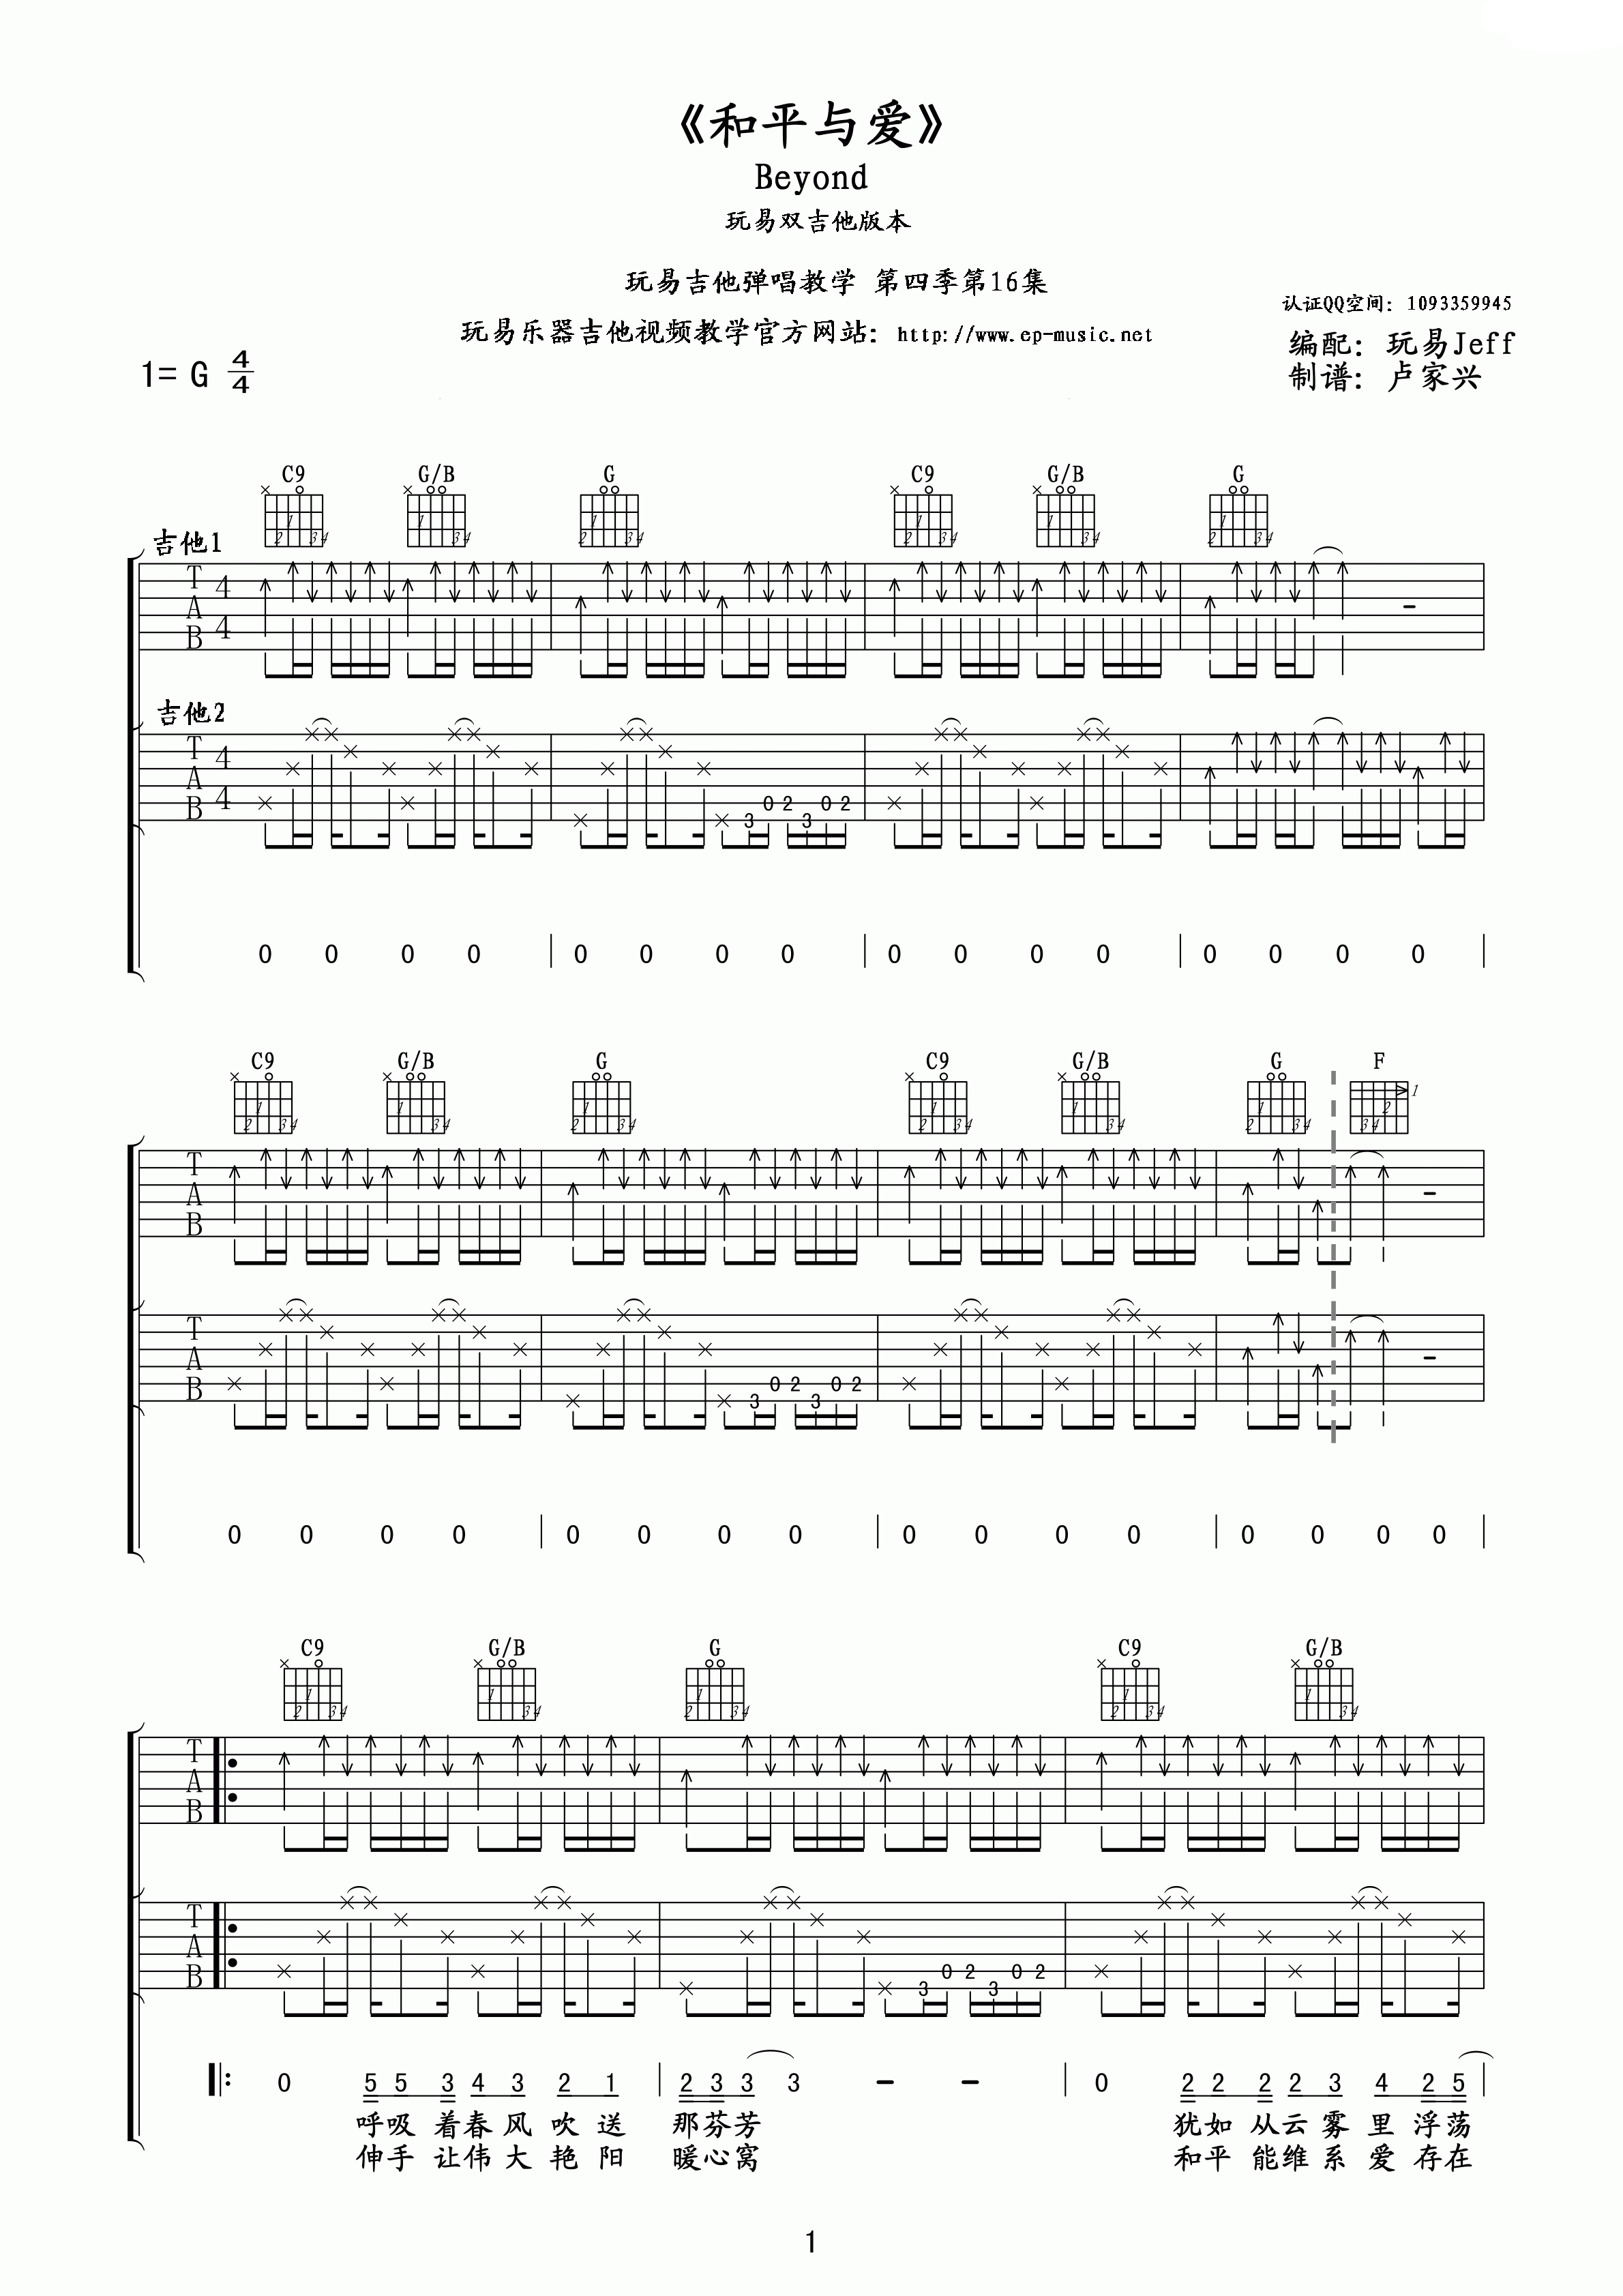 《和平与爱》
Beyond
玩易双吉他版本
玩易吉他弹唱教学 第四季第16集
认证QQ空间: 1093359945
玩易乐器吉他视频教学官方网站: http://www.ep-music.net
编配: 玩易Jeff
1= G 4/4
制谱: 卢家兴
C9 G/B G C9 G/B G
吉他1
T A B 4 4
吉他2
T A B 4 4
0 2 0 2
3 3
0 0 0 0 0 0 0 0 0 0 0 0 0 0 0 0
C9 G/B G C9 G/B G F
T A B
T A B
0 2 0 2
3 3
0 0 0 0 0 0 0 0 0 0 0 0 0 0 0 0
C9 G/B G C9 G/B
T A B
T A B
0 2 0 2
3 3
0 5 5 3 4 3 2 1 2 3 3 3 - - 0 2 2 2 2 3 4 2 5
呼吸 着春 风 吹 送 那芬芳 犹如 从云 雾 里 浮荡
伸手 让伟 大 艳 阳 暖心窝 和平 能维 系 爱 存在
1